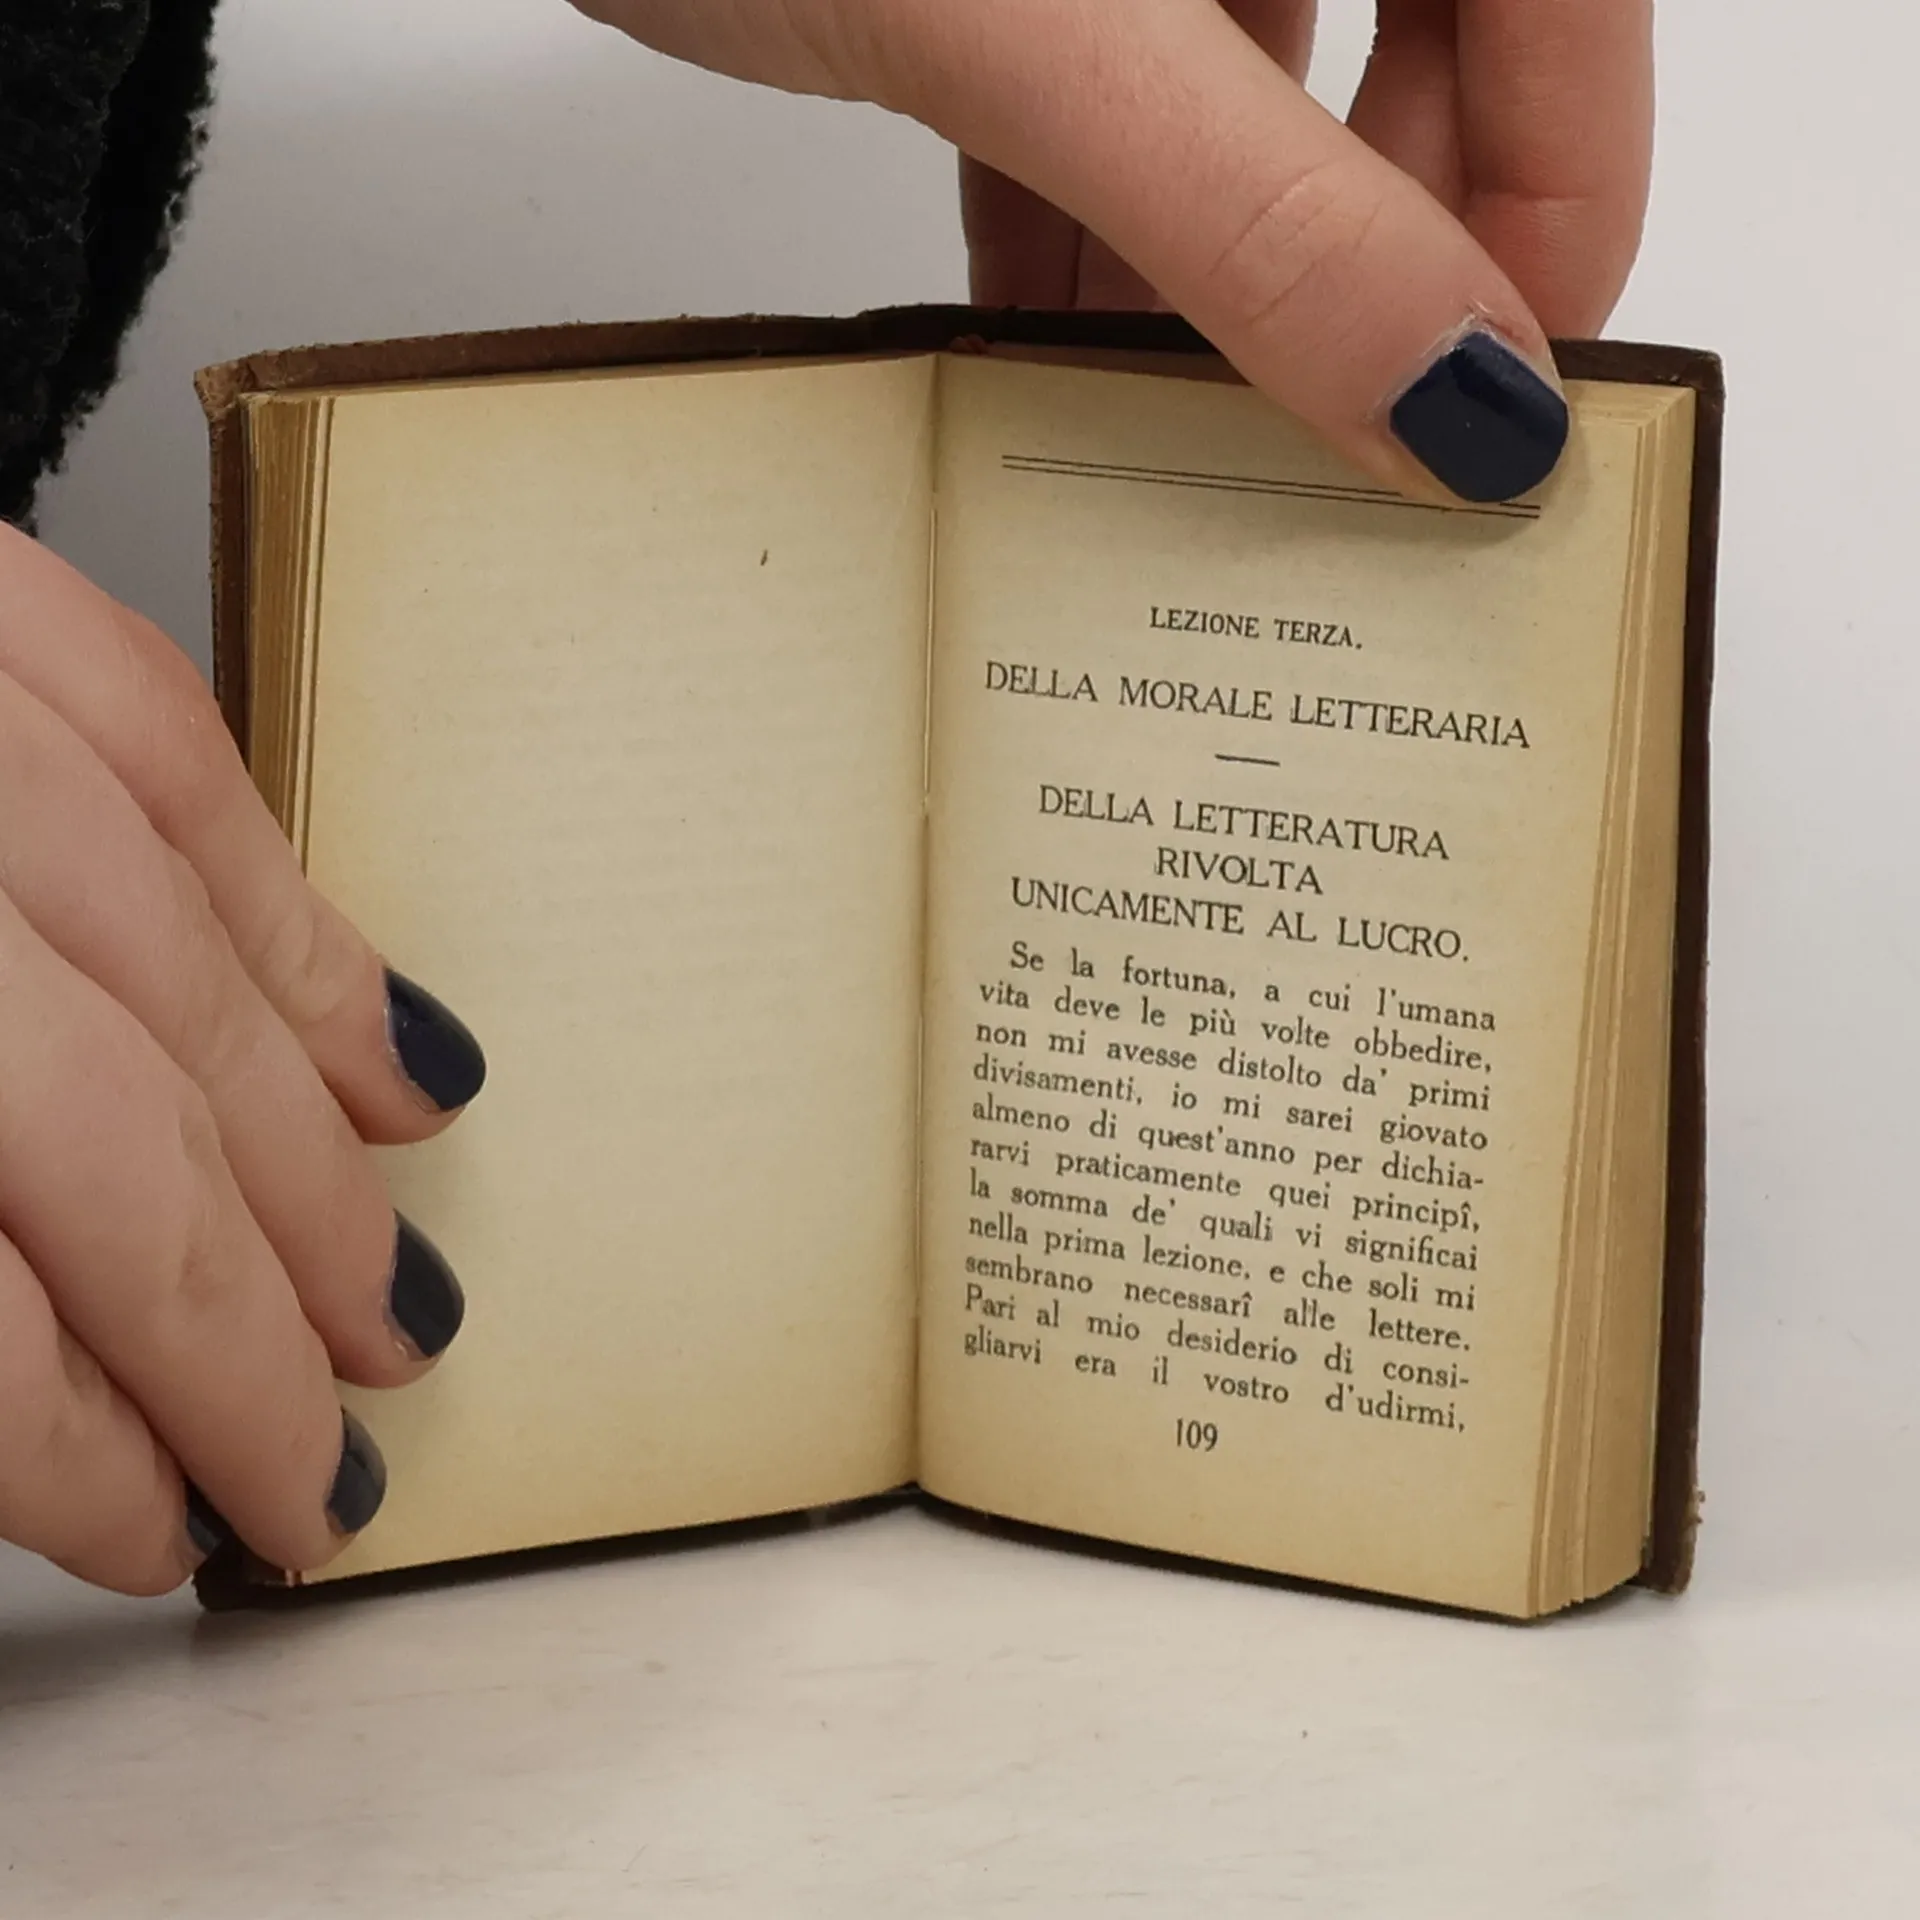 LEZIONE TERZA.
DELLA MORALE LETTERARIA
DELLA LETTERATURA
RIVOLTA
UNICAMENTE AL LUCRO.
Se la fortuna, a cui l'umana
vita deve le più volte obbedire,
non mi avesse distolto da' primi
divisamenti, io mi sarei giovato
almeno di quest'anno per dichia-
rarvi praticamente quei principî,
la somma de' quali vi significai
nella prima lezione, e che soli mi
sembrano necessarî alle lettere.
Pari al mio desiderio di consi-
gliarvi era il vostro d'udirmi,
109